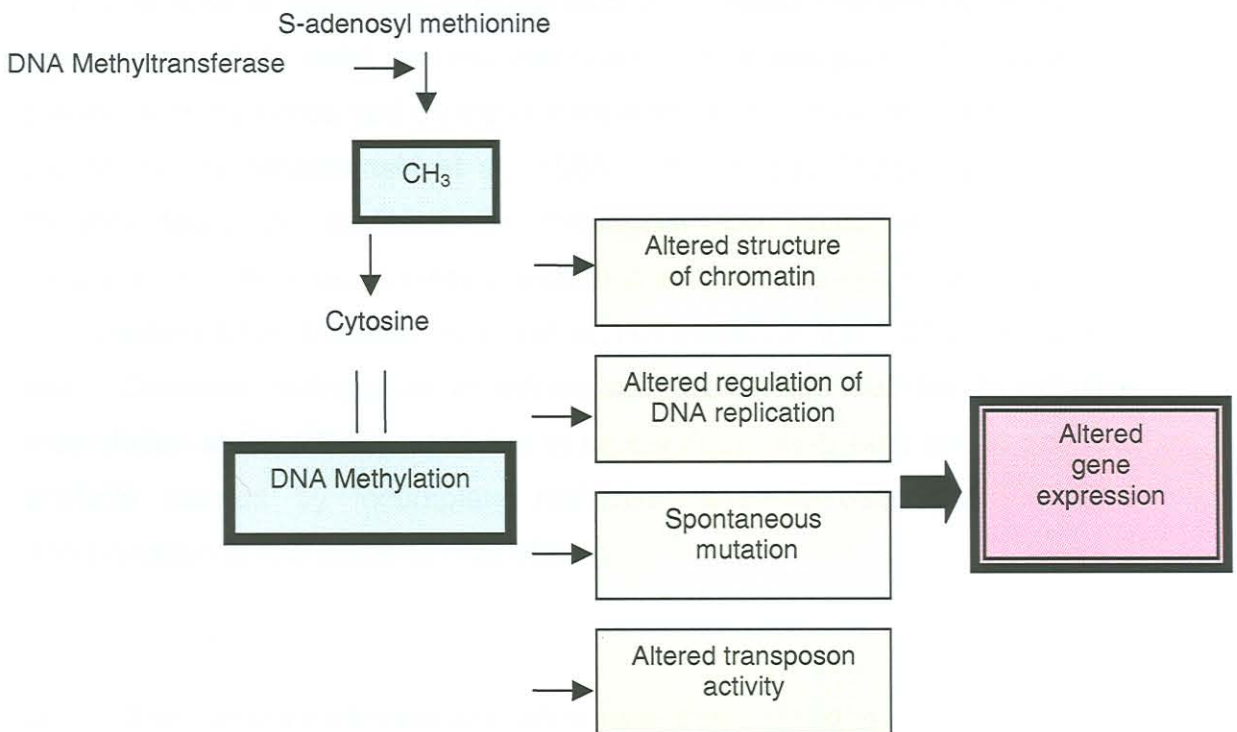 S-adenosyl methionine
DNA Methyltransferase
CH₃
Cytosine
DNA Methylation
Altered structure
of chromatin
Altered regulation of
DNA replication
Spontaneous
mutation
Altered transposon
activity
Altered
gene
expression